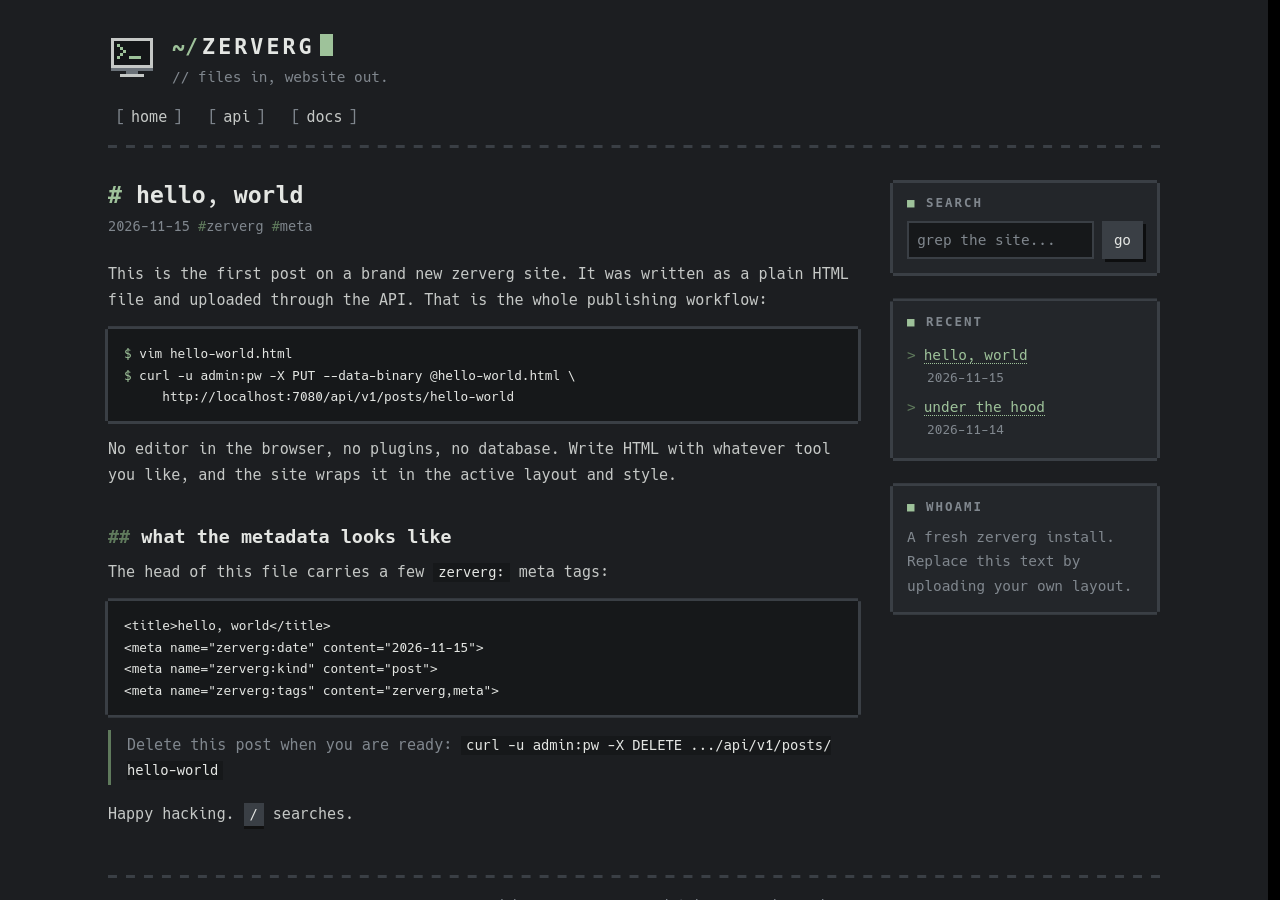 ~/ZERVERG
// files in, website out.
[ home ] [ api ] [ docs ]
# hello, world
2026-11-15 #zerverg #meta
This is the first post on a brand new zerverg site. It was written as a plain HTML
file and uploaded through the API. That is the whole publishing workflow:
$ vim hello-world.html
$ curl -u admin:pw -X PUT --data-binary @hello-world.html \
http://localhost:7080/api/v1/posts/hello-world
No editor in the browser, no plugins, no database. Write HTML with whatever tool
you like, and the site wraps it in the active layout and style.
## what the metadata looks like
The head of this file carries a few zerverg: meta tags:
<title>hello, world</title>
<meta name="zerverg:date" content="2026-11-15">
<meta name="zerverg:kind" content="post">
<meta name="zerverg:tags" content="zerverg,meta">
Delete this post when you are ready: curl -u admin:pw -X DELETE .../api/v1/posts/
hello-world
Happy hacking. / searches.
SEARCH
grep the site... go
RECENT
> hello, world
2026-11-15
> under the hood
2026-11-14
WHOAMI
A fresh zerverg install.
Replace this text by
uploading your own layout.